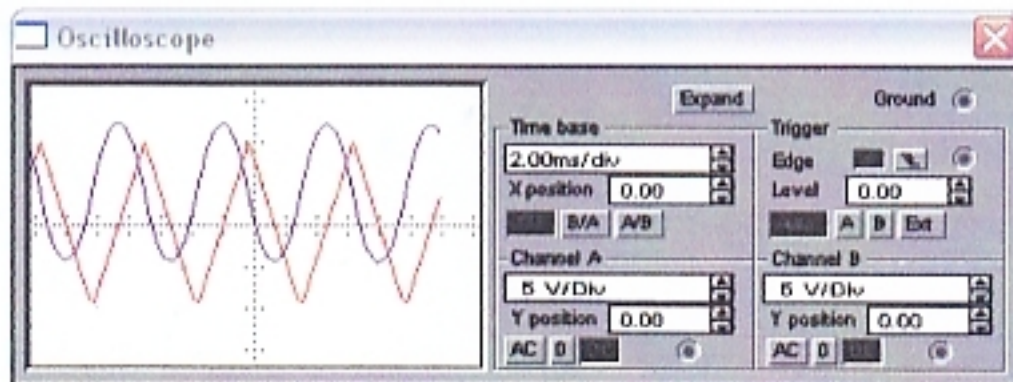 Oscilloscope
Expand Ground
Time base
2.00ms/div
X position 0.00
B/A A/B
Trigger
Edge
Level 0.00
A B Ext
Channel A
5 V/Div
Y position 0.00
AC 0
Channel B
5 V/Div
Y position 0.00
AC 0